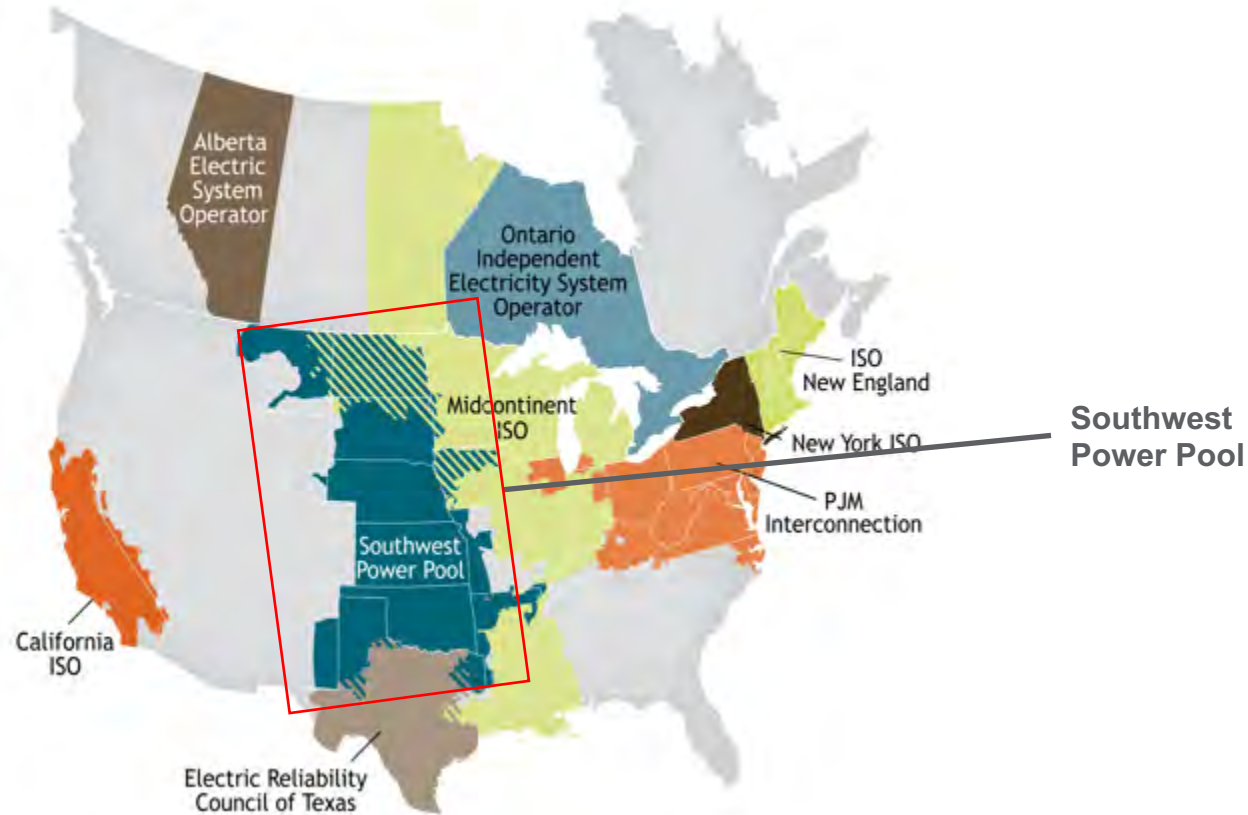 Alberta
Electric
System
Operator
Ontario
Independent
Electricity System
Operator
ISO
New England
Midcontinent
ISO
New York ISO
Southwest
Power Pool
PJM
Interconnection
Southwest
Power Pool
California
ISO
Electric Reliability
Council of Texas